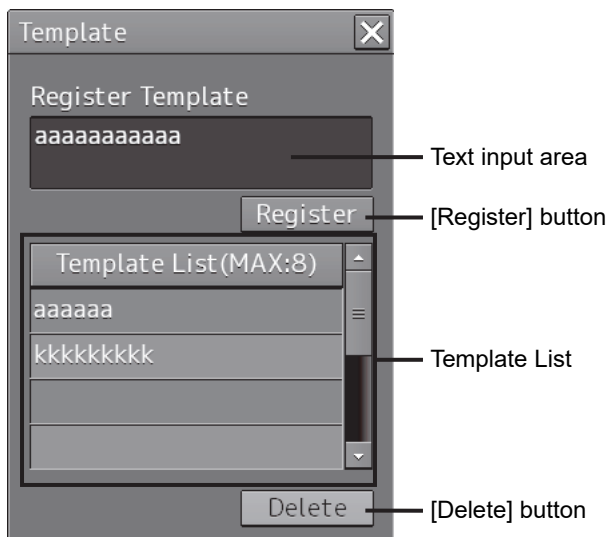 Template
Register Template
aaaaaaaaaaa
Text input area
Register
[Register] button
Template List(MAX:8)
aaaaaa
kkkkkkkkk
Template List
Delete
[Delete] button